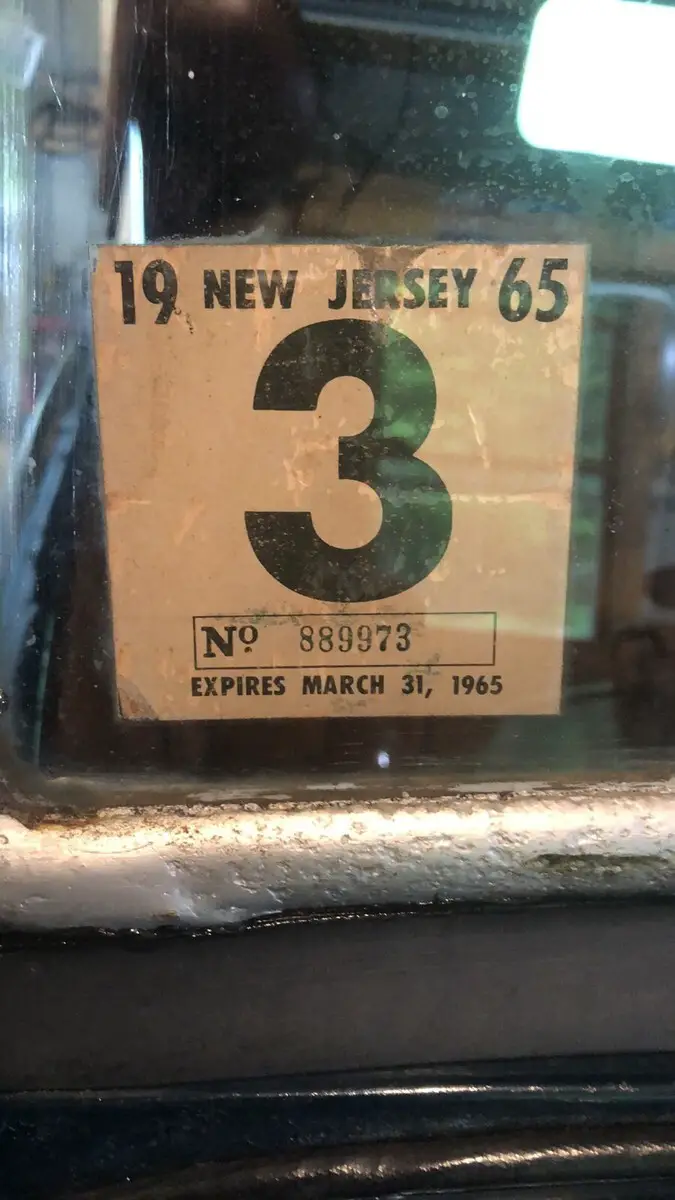 19 NEW JERSEY 65
3
Nº 889973
EXPIRES MARCH 31, 1965